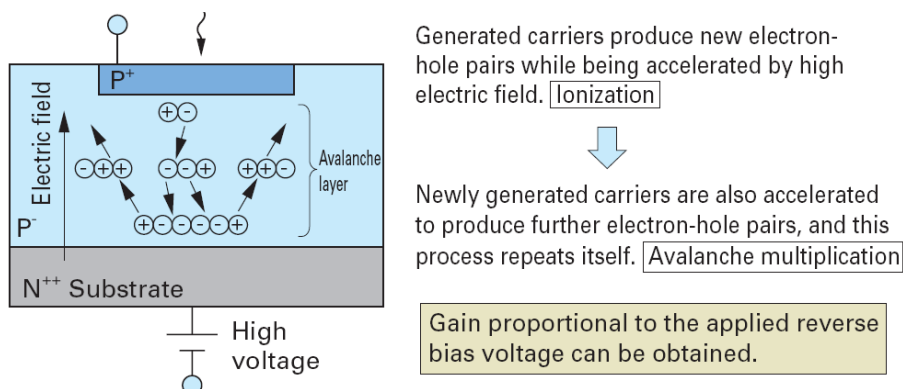 P⁺
Electric field
Avalanche
layer
P⁻
N⁺⁺ Substrate
High
voltage
+-
-++
--+
++-
+----+
Generated carriers produce new electron-
hole pairs while being accelerated by high
electric field. Ionization
Newly generated carriers are also accelerated
to produce further electron-hole pairs, and this
process repeats itself. Avalanche multiplication
Gain proportional to the applied reverse
bias voltage can be obtained.